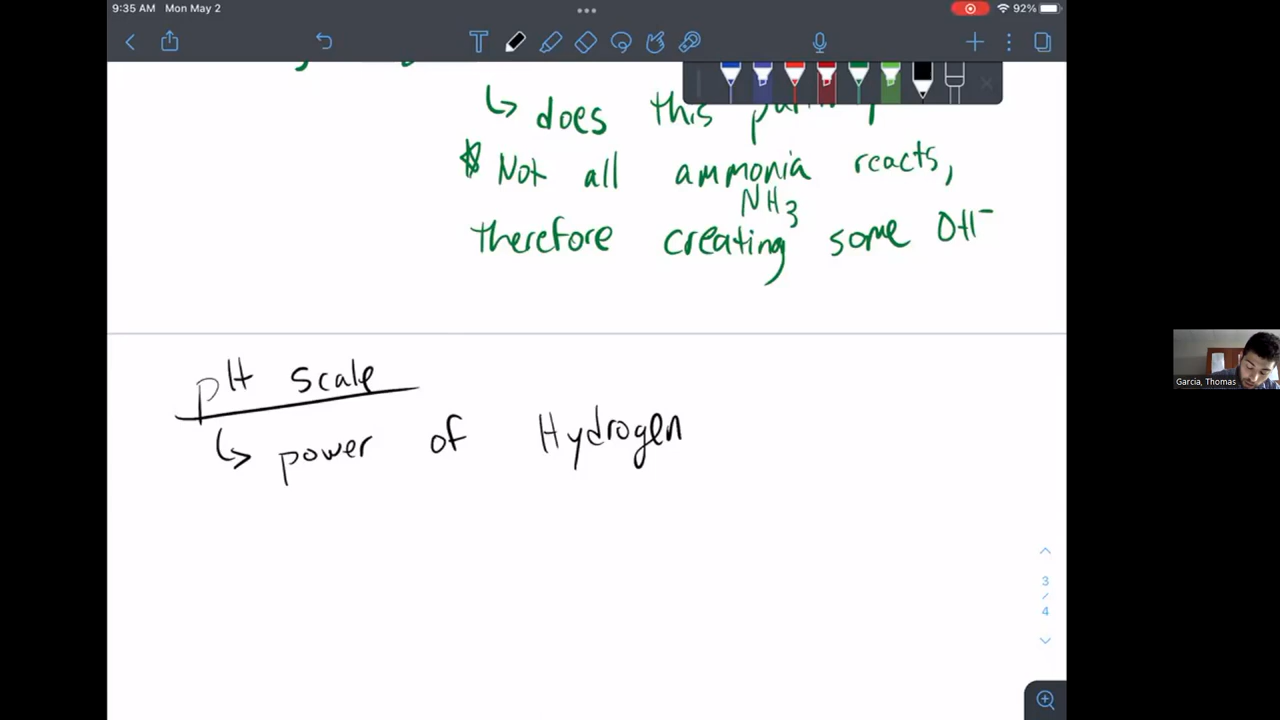 9:35 AM Mon May 2
92%
T
↳ does this
* Not all ammonia reacts,
NH3
therefore creating some OH-
pH scale
↳ power of Hydrogen
3
/
4
Garcia, Thomas